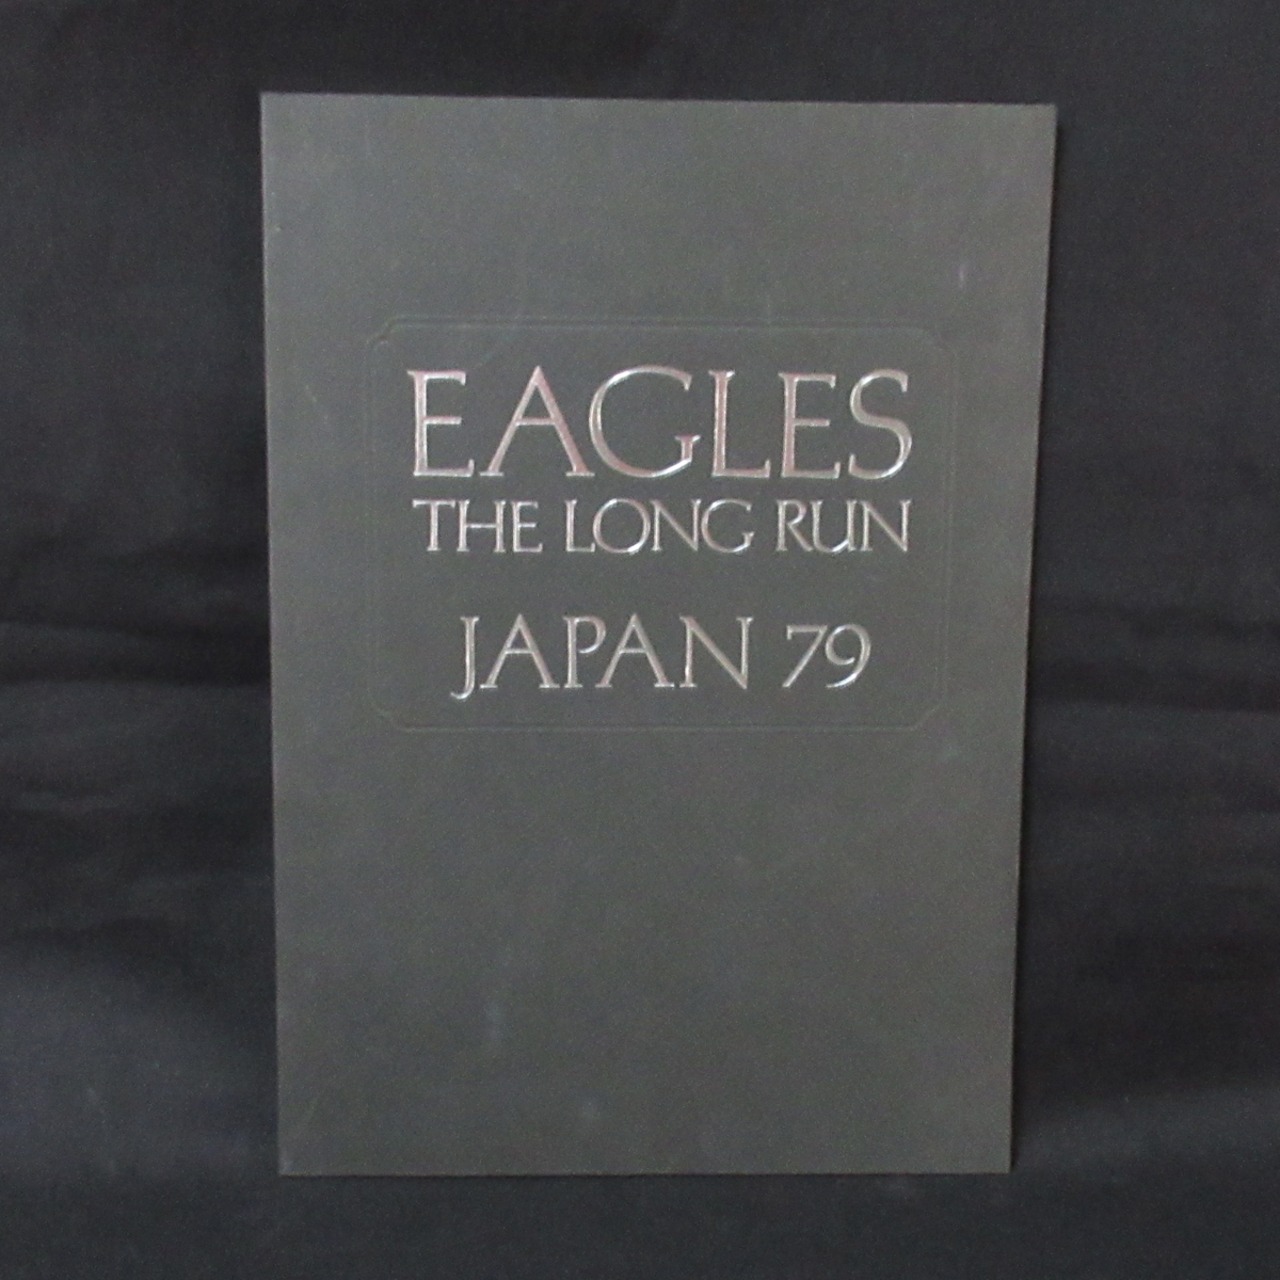 EAGLES
THE LONG RUN
JAPAN 79